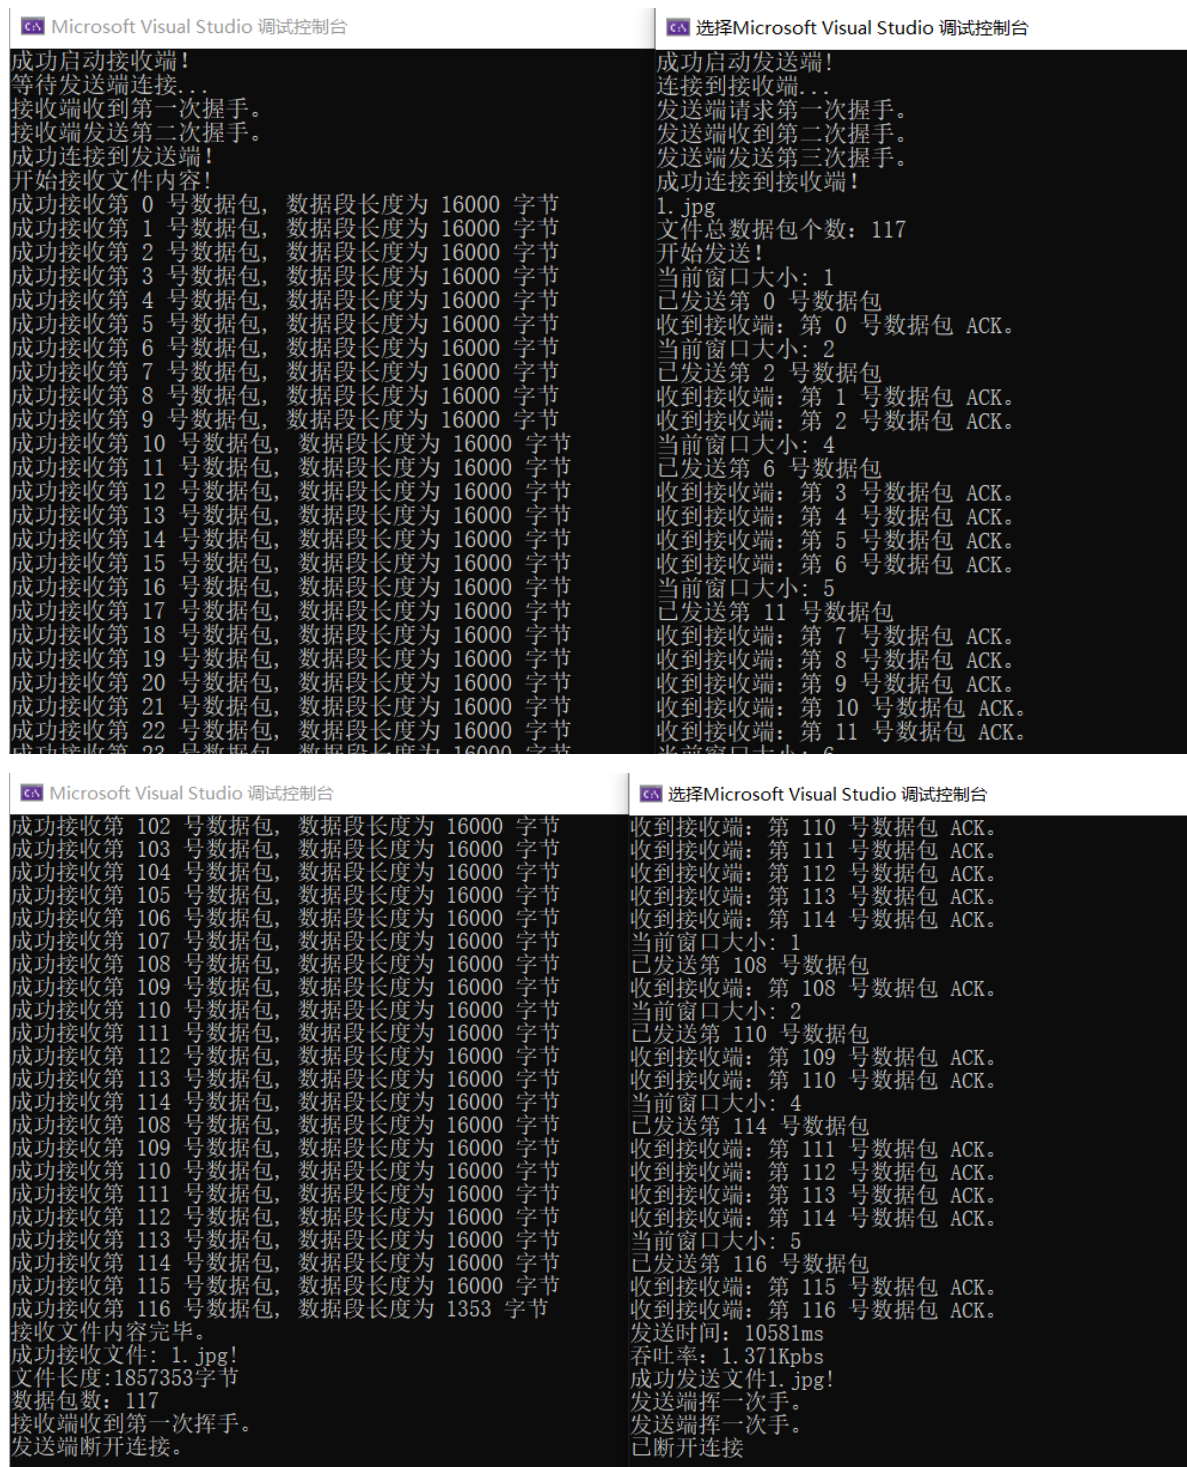 Microsoft Visual Studio 调试控制台
成功启动接收端!
等待发送端连接...
接收端收到第一次握手。
接收端发送第二次握手。
成功连接到发送端!
开始接收文件内容!
成功接收第 0 号数据包, 数据段长度为 16000 字节
成功接收第 1 号数据包, 数据段长度为 16000 字节
成功接收第 2 号数据包, 数据段长度为 16000 字节
成功接收第 3 号数据包, 数据段长度为 16000 字节
成功接收第 4 号数据包, 数据段长度为 16000 字节
成功接收第 5 号数据包, 数据段长度为 16000 字节
成功接收第 6 号数据包, 数据段长度为 16000 字节
成功接收第 7 号数据包, 数据段长度为 16000 字节
成功接收第 8 号数据包, 数据段长度为 16000 字节
成功接收第 9 号数据包, 数据段长度为 16000 字节
成功接收第 10 号数据包, 数据段长度为 16000 字节
成功接收第 11 号数据包, 数据段长度为 16000 字节
成功接收第 12 号数据包, 数据段长度为 16000 字节
成功接收第 13 号数据包, 数据段长度为 16000 字节
成功接收第 14 号数据包, 数据段长度为 16000 字节
成功接收第 15 号数据包, 数据段长度为 16000 字节
成功接收第 16 号数据包, 数据段长度为 16000 字节
成功接收第 17 号数据包, 数据段长度为 16000 字节
成功接收第 18 号数据包, 数据段长度为 16000 字节
成功接收第 19 号数据包, 数据段长度为 16000 字节
成功接收第 20 号数据包, 数据段长度为 16000 字节
成功接收第 21 号数据包, 数据段长度为 16000 字节
成功接收第 22 号数据包, 数据段长度为 16000 字节
成功接收第 23 号数据包, 数据段长度为 16000 字节
选择Microsoft Visual Studio 调试控制台
成功启动发送端!
连接到接收端...
发送端请求第一次握手。
发送端收到第二次握手。
发送端发送第三次握手。
成功连接到接收端!
1.jpg
文件总数据包个数: 117
开始发送!
当前窗口大小: 1
已发送第 0 号数据包
收到接收端: 第 0 号数据包 ACK。
当前窗口大小: 2
已发送第 2 号数据包
收到接收端: 第 1 号数据包 ACK。
收到接收端: 第 2 号数据包 ACK。
当前窗口大小: 4
已发送第 6 号数据包
收到接收端: 第 3 号数据包 ACK。
收到接收端: 第 4 号数据包 ACK。
收到接收端: 第 5 号数据包 ACK。
收到接收端: 第 6 号数据包 ACK。
当前窗口大小: 5
已发送第 11 号数据包
收到接收端: 第 7 号数据包 ACK。
收到接收端: 第 8 号数据包 ACK。
收到接收端: 第 9 号数据包 ACK。
收到接收端: 第 10 号数据包 ACK。
收到接收端: 第 11 号数据包 ACK。
当前窗口大小: 6
Microsoft Visual Studio 调试控制台
成功接收第 102 号数据包, 数据段长度为 16000 字节
成功接收第 103 号数据包, 数据段长度为 16000 字节
成功接收第 104 号数据包, 数据段长度为 16000 字节
成功接收第 105 号数据包, 数据段长度为 16000 字节
成功接收第 106 号数据包, 数据段长度为 16000 字节
成功接收第 107 号数据包, 数据段长度为 16000 字节
成功接收第 108 号数据包, 数据段长度为 16000 字节
成功接收第 109 号数据包, 数据段长度为 16000 字节
成功接收第 110 号数据包, 数据段长度为 16000 字节
成功接收第 111 号数据包, 数据段长度为 16000 字节
成功接收第 112 号数据包, 数据段长度为 16000 字节
成功接收第 113 号数据包, 数据段长度为 16000 字节
成功接收第 114 号数据包, 数据段长度为 16000 字节
成功接收第 108 号数据包, 数据段长度为 16000 字节
成功接收第 109 号数据包, 数据段长度为 16000 字节
成功接收第 110 号数据包, 数据段长度为 16000 字节
成功接收第 111 号数据包, 数据段长度为 16000 字节
成功接收第 112 号数据包, 数据段长度为 16000 字节
成功接收第 113 号数据包, 数据段长度为 16000 字节
成功接收第 114 号数据包, 数据段长度为 16000 字节
成功接收第 115 号数据包, 数据段长度为 16000 字节
成功接收第 116 号数据包, 数据段长度为 1353 字节
接收文件内容完毕。
成功接收文件: 1.jpg!
文件长度:1857353字节
数据包数: 117
接收端收到第一次挥手。
发送端断开连接。
选择Microsoft Visual Studio 调试控制台
收到接收端: 第 110 号数据包 ACK。
收到接收端: 第 111 号数据包 ACK。
收到接收端: 第 112 号数据包 ACK。
收到接收端: 第 113 号数据包 ACK。
收到接收端: 第 114 号数据包 ACK。
当前窗口大小: 1
已发送第 108 号数据包
收到接收端: 第 108 号数据包 ACK。
当前窗口大小: 2
已发送第 110 号数据包
收到接收端: 第 109 号数据包 ACK。
收到接收端: 第 110 号数据包 ACK。
当前窗口大小: 4
已发送第 114 号数据包
收到接收端: 第 111 号数据包 ACK。
收到接收端: 第 112 号数据包 ACK。
收到接收端: 第 113 号数据包 ACK。
收到接收端: 第 114 号数据包 ACK。
当前窗口大小: 5
已发送第 116 号数据包
收到接收端: 第 115 号数据包 ACK。
收到接收端: 第 116 号数据包 ACK。
发送时间: 10581ms
吞吐率: 1.371Kpbs
成功发送文件1.jpg!
发送端挥一次手。
发送端挥一次手。
已断开连接